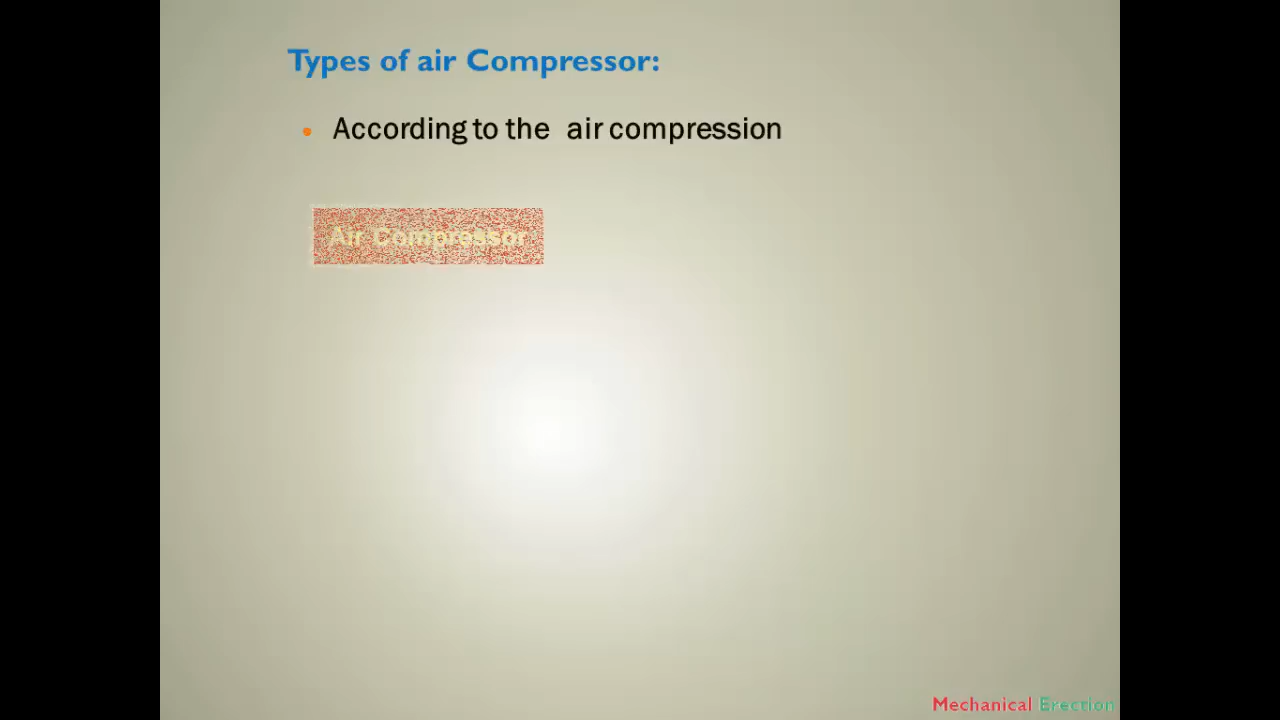 Types of air Compressor:
According to the air compression
Air Compressor
Mechanical Erection